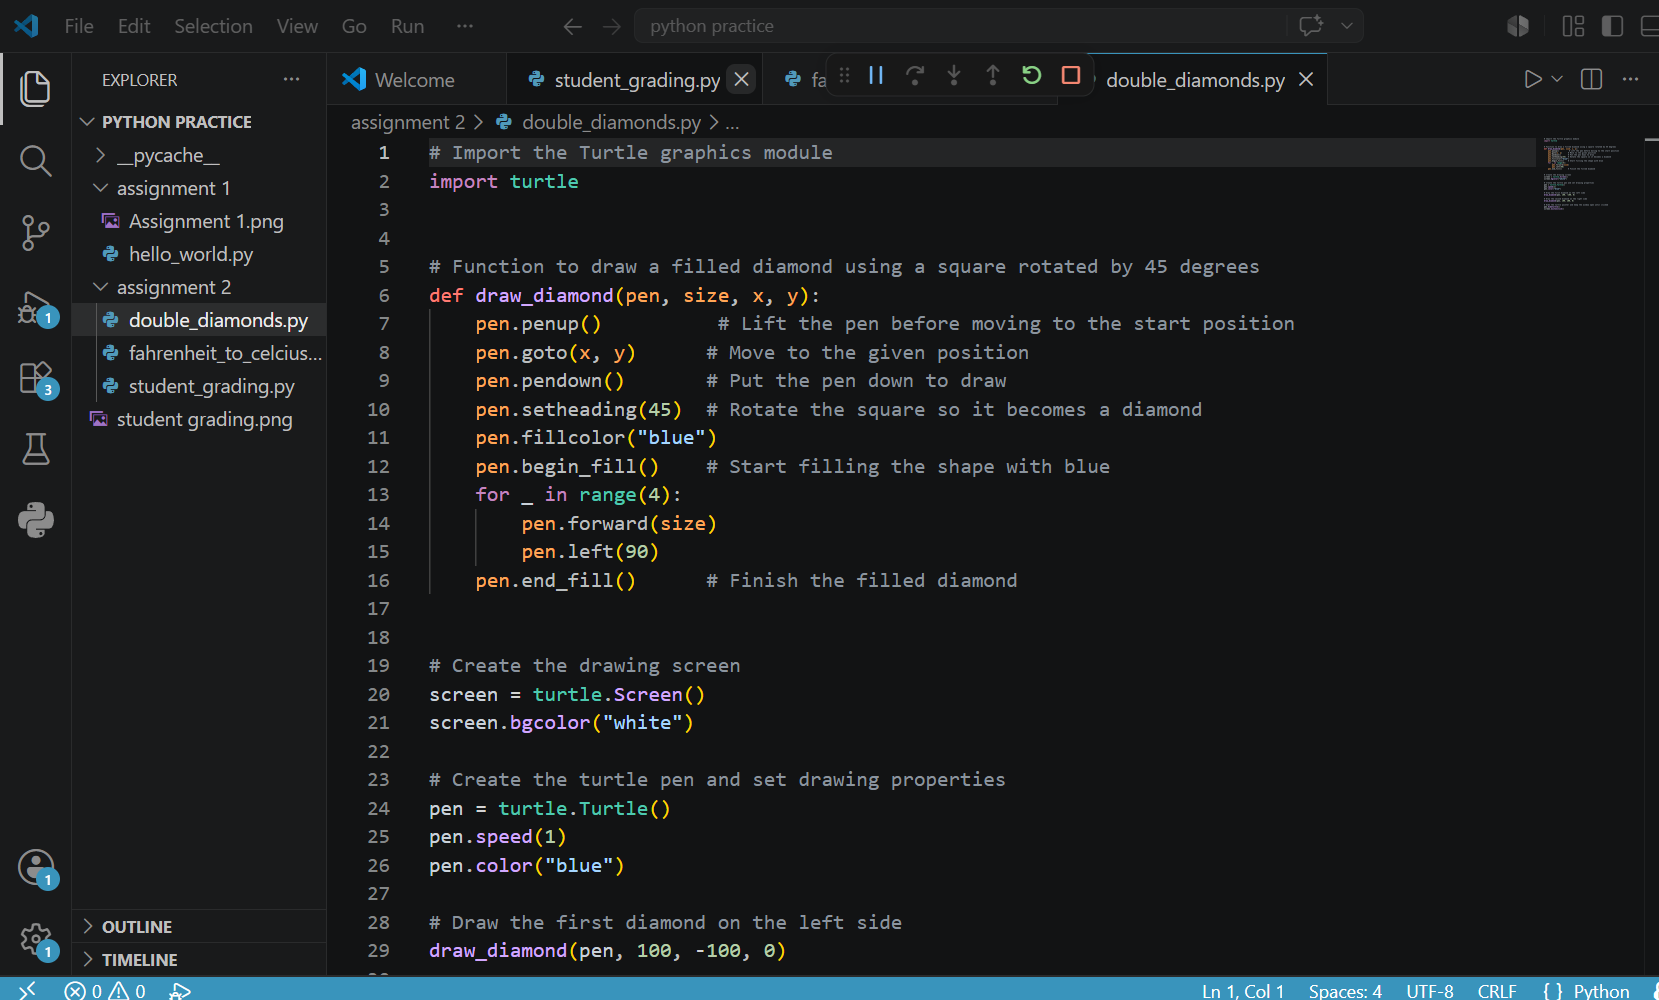 File Edit Selection View Go Run ... python practice
EXPLORER ...
PYTHON PRACTICE
__pycache__
assignment 1
Assignment 1.png
hello_world.py
assignment 2
double_diamonds.py
fahrenheit_to_celcius...
student_grading.py
student grading.png
OUTLINE
TIMELINE
1
3
1
1
Welcome student_grading.py fa double_diamonds.py
assignment 2 > double_diamonds.py > ...
1 # Import the Turtle graphics module
2 import turtle
3
4
5 # Function to draw a filled diamond using a square rotated by 45 degrees
6 def draw_diamond(pen, size, x, y):
7     pen.penup()          # Lift the pen before moving to the start position
8     pen.goto(x, y)      # Move to the given position
9     pen.pendown()       # Put the pen down to draw
10     pen.setheading(45)  # Rotate the square so it becomes a diamond
11     pen.fillcolor("blue")
12     pen.begin_fill()    # Start filling the shape with blue
13     for _ in range(4):
14         pen.forward(size)
15         pen.left(90)
16     pen.end_fill()      # Finish the filled diamond
17
18
19 # Create the drawing screen
20 screen = turtle.Screen()
21 screen.bgcolor("white")
22
23 # Create the turtle pen and set drawing properties
24 pen = turtle.Turtle()
25 pen.speed(1)
26 pen.color("blue")
27
28 # Draw the first diamond on the left side
29 draw_diamond(pen, 100, -100, 0)
0 0 Ln 1, Col 1 Spaces: 4 UTF-8 CRLF { } Python